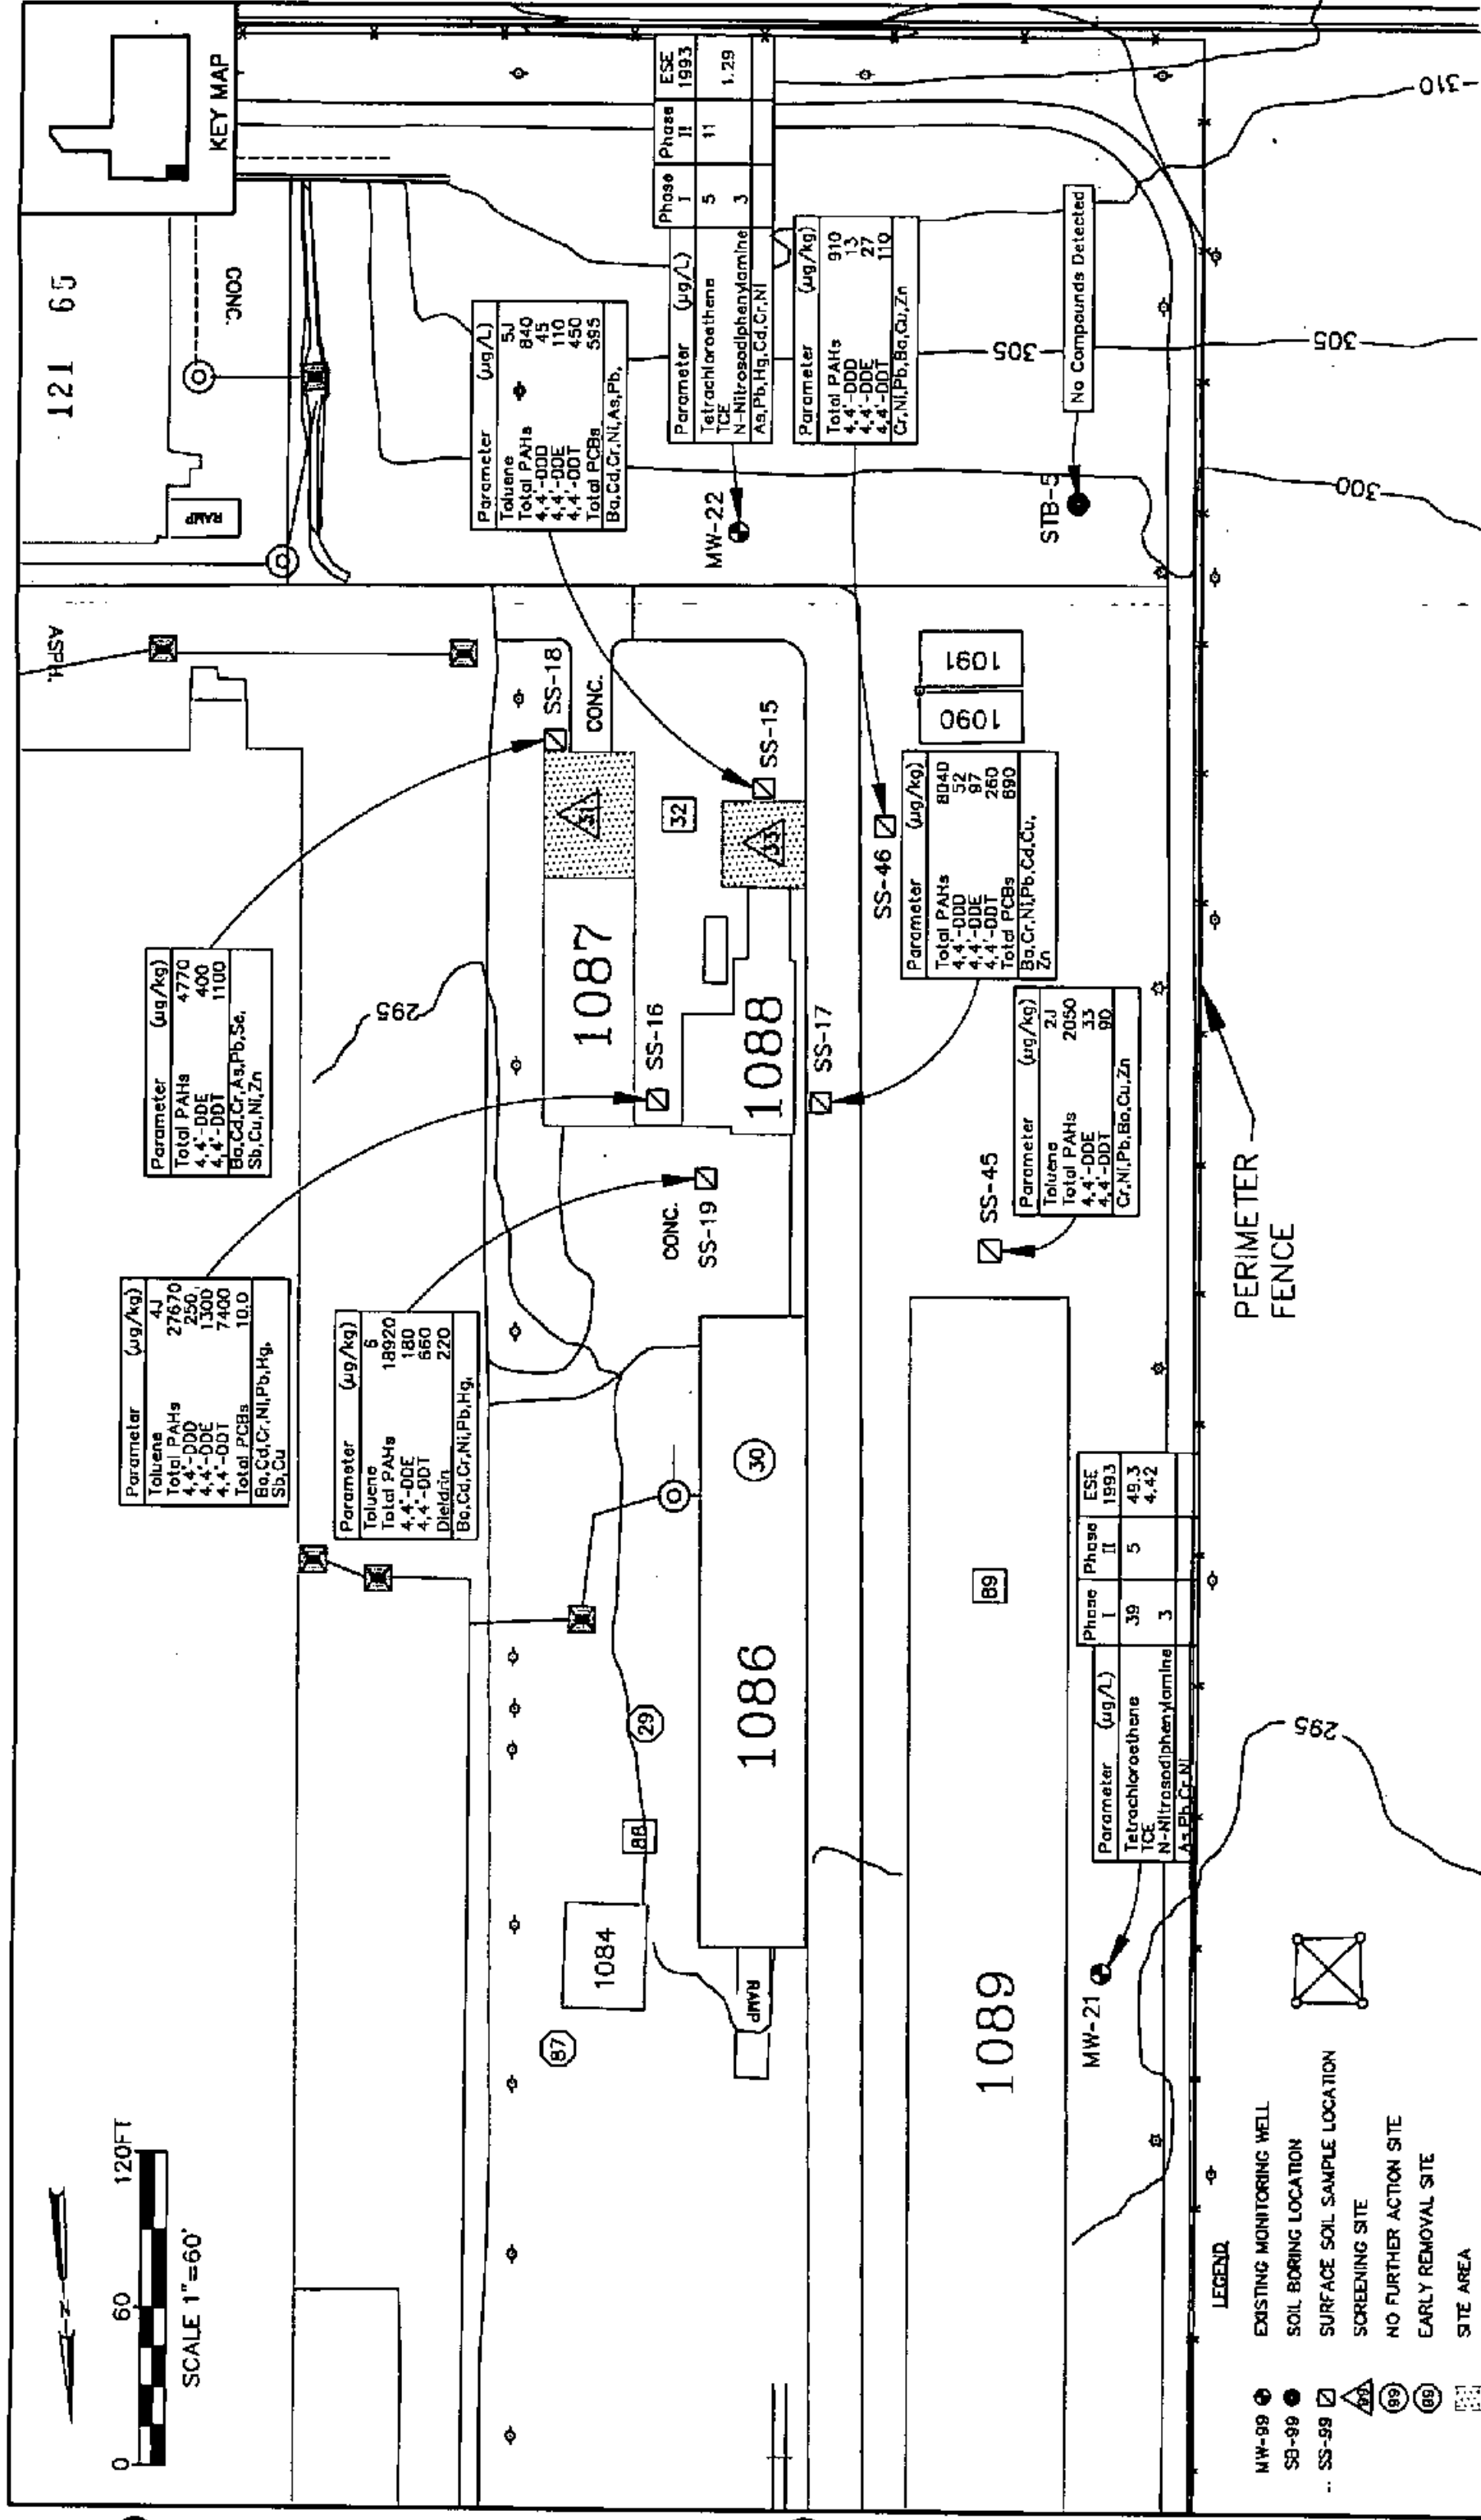 121 65
KEY MAP
CONC.
RAMP
ASPH.
0 60 120FT
SCALE 1"=60'
Parameter (µg/kg)
Toluene 4J
Total PAHs 27670
4,4'-DDD 250
4,4'-DDE 1300
4,4'-DDT 7400
Total PCBs 10.0
Ba,Cd,Cr,Ni,Pb,Hg,
Sb,Cu
Parameter (µg/kg)
Total PAHs 4770
4,4'-DDE 400
4,4'-DDT 1100
Ba,Cd,Cr,As,Pb,Se,
Sb,Cu,Ni,Zn
Parameter (µg/kg)
Toluene 6
Total PAHs 18920
4,4'-DDE 180
4,4'-DDT 660
Dieldrin 220
Ba,Cd,Cr,Ni,Pb,Hg,
Parameter (µg/L)
Toluene 5J
Total PAHs 840
4,4'-DDD 45
4,4'-DDE 110
4,4'-DDT 450
Total PCBs 595
Ba,Cd,Cr,Ni,As,Pb,
Parameter (µg/L) Phase I Phase II ESE 1993
Tetrachloroethene 5 11 1.29
TCE
N-Nitrosodiphenylamine 3
As,Pb,Hg,Cd,Cr,Ni
Parameter (µg/kg)
Total PAHs 910
4,4'-DDD 13
4,4'-DDE 27
4,4'-DDT 110
Cr,Ni,Pb,Ba,Cu,Zn
No Compounds Detected
MW-22
STB-5
295
305
305
300
310
SS-18
CONC.
31
32
33
SS-15
1087
1088
SS-16
SS-17
SS-46
1090
1091
CONC.
SS-19
Parameter (µg/kg)
Total PAHs 8040
4,4'-DDD 52
4,4'-DDE 97
4,4'-DDT 260
Total PCBs 690
Ba,Cr,Ni,Pb,Cd,Cu,
Zn
SS-45
Parameter (µg/kg)
Toluene 2J
Total PAHs 2050
4,4'-DDE 33
4,4'-DDT 90
Cr,Ni,Pb,Ba,Cu,Zn
PERIMETER
FENCE
30
29
88
87
89
1084
1086
RAMP
1089
MW-21
Parameter (µg/L) Phase I Phase II ESE 1993
Tetrachloroethene 39 5 49.3
TCE 4.42
N-Nitrosodiphenylamine 3
As,Pb,Cr,Ni
295
LEGEND
MW-99 EXISTING MONITORING WELL
SB-99 SOIL BORING LOCATION
SS-99 SURFACE SOIL SAMPLE LOCATION
99 SCREENING SITE
99 NO FURTHER ACTION SITE
99 EARLY REMOVAL SITE
SITE AREA